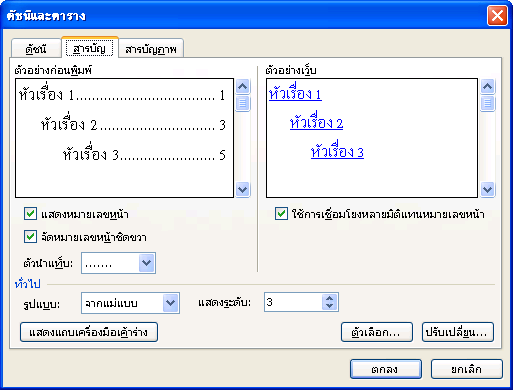 ดัชนีและตาราง
ดัชนี สารบัญ สารบัญภาพ
ตัวอย่างก่อนพิมพ์
หัวเรื่อง 1.................................... 1
หัวเรื่อง 2.............................. 3
หัวเรื่อง 3........................ 5
ตัวอย่างเว็บ
หัวเรื่อง 1
หัวเรื่อง 2
หัวเรื่อง 3
แสดงหมายเลขหน้า
จัดหมายเลขหน้าชิดขวา
ใช้การเชื่อมโยงหลายมิติแทนหมายเลขหน้า
ตัวนำแท็บ: .......
ทั่วไป
รูปแบบ: จากแม่แบบ แสดงระดับ: 3
แสดงแถบเครื่องมือเค้าร่าง ตัวเลือก... ปรับเปลี่ยน...
ตกลง ยกเลิก